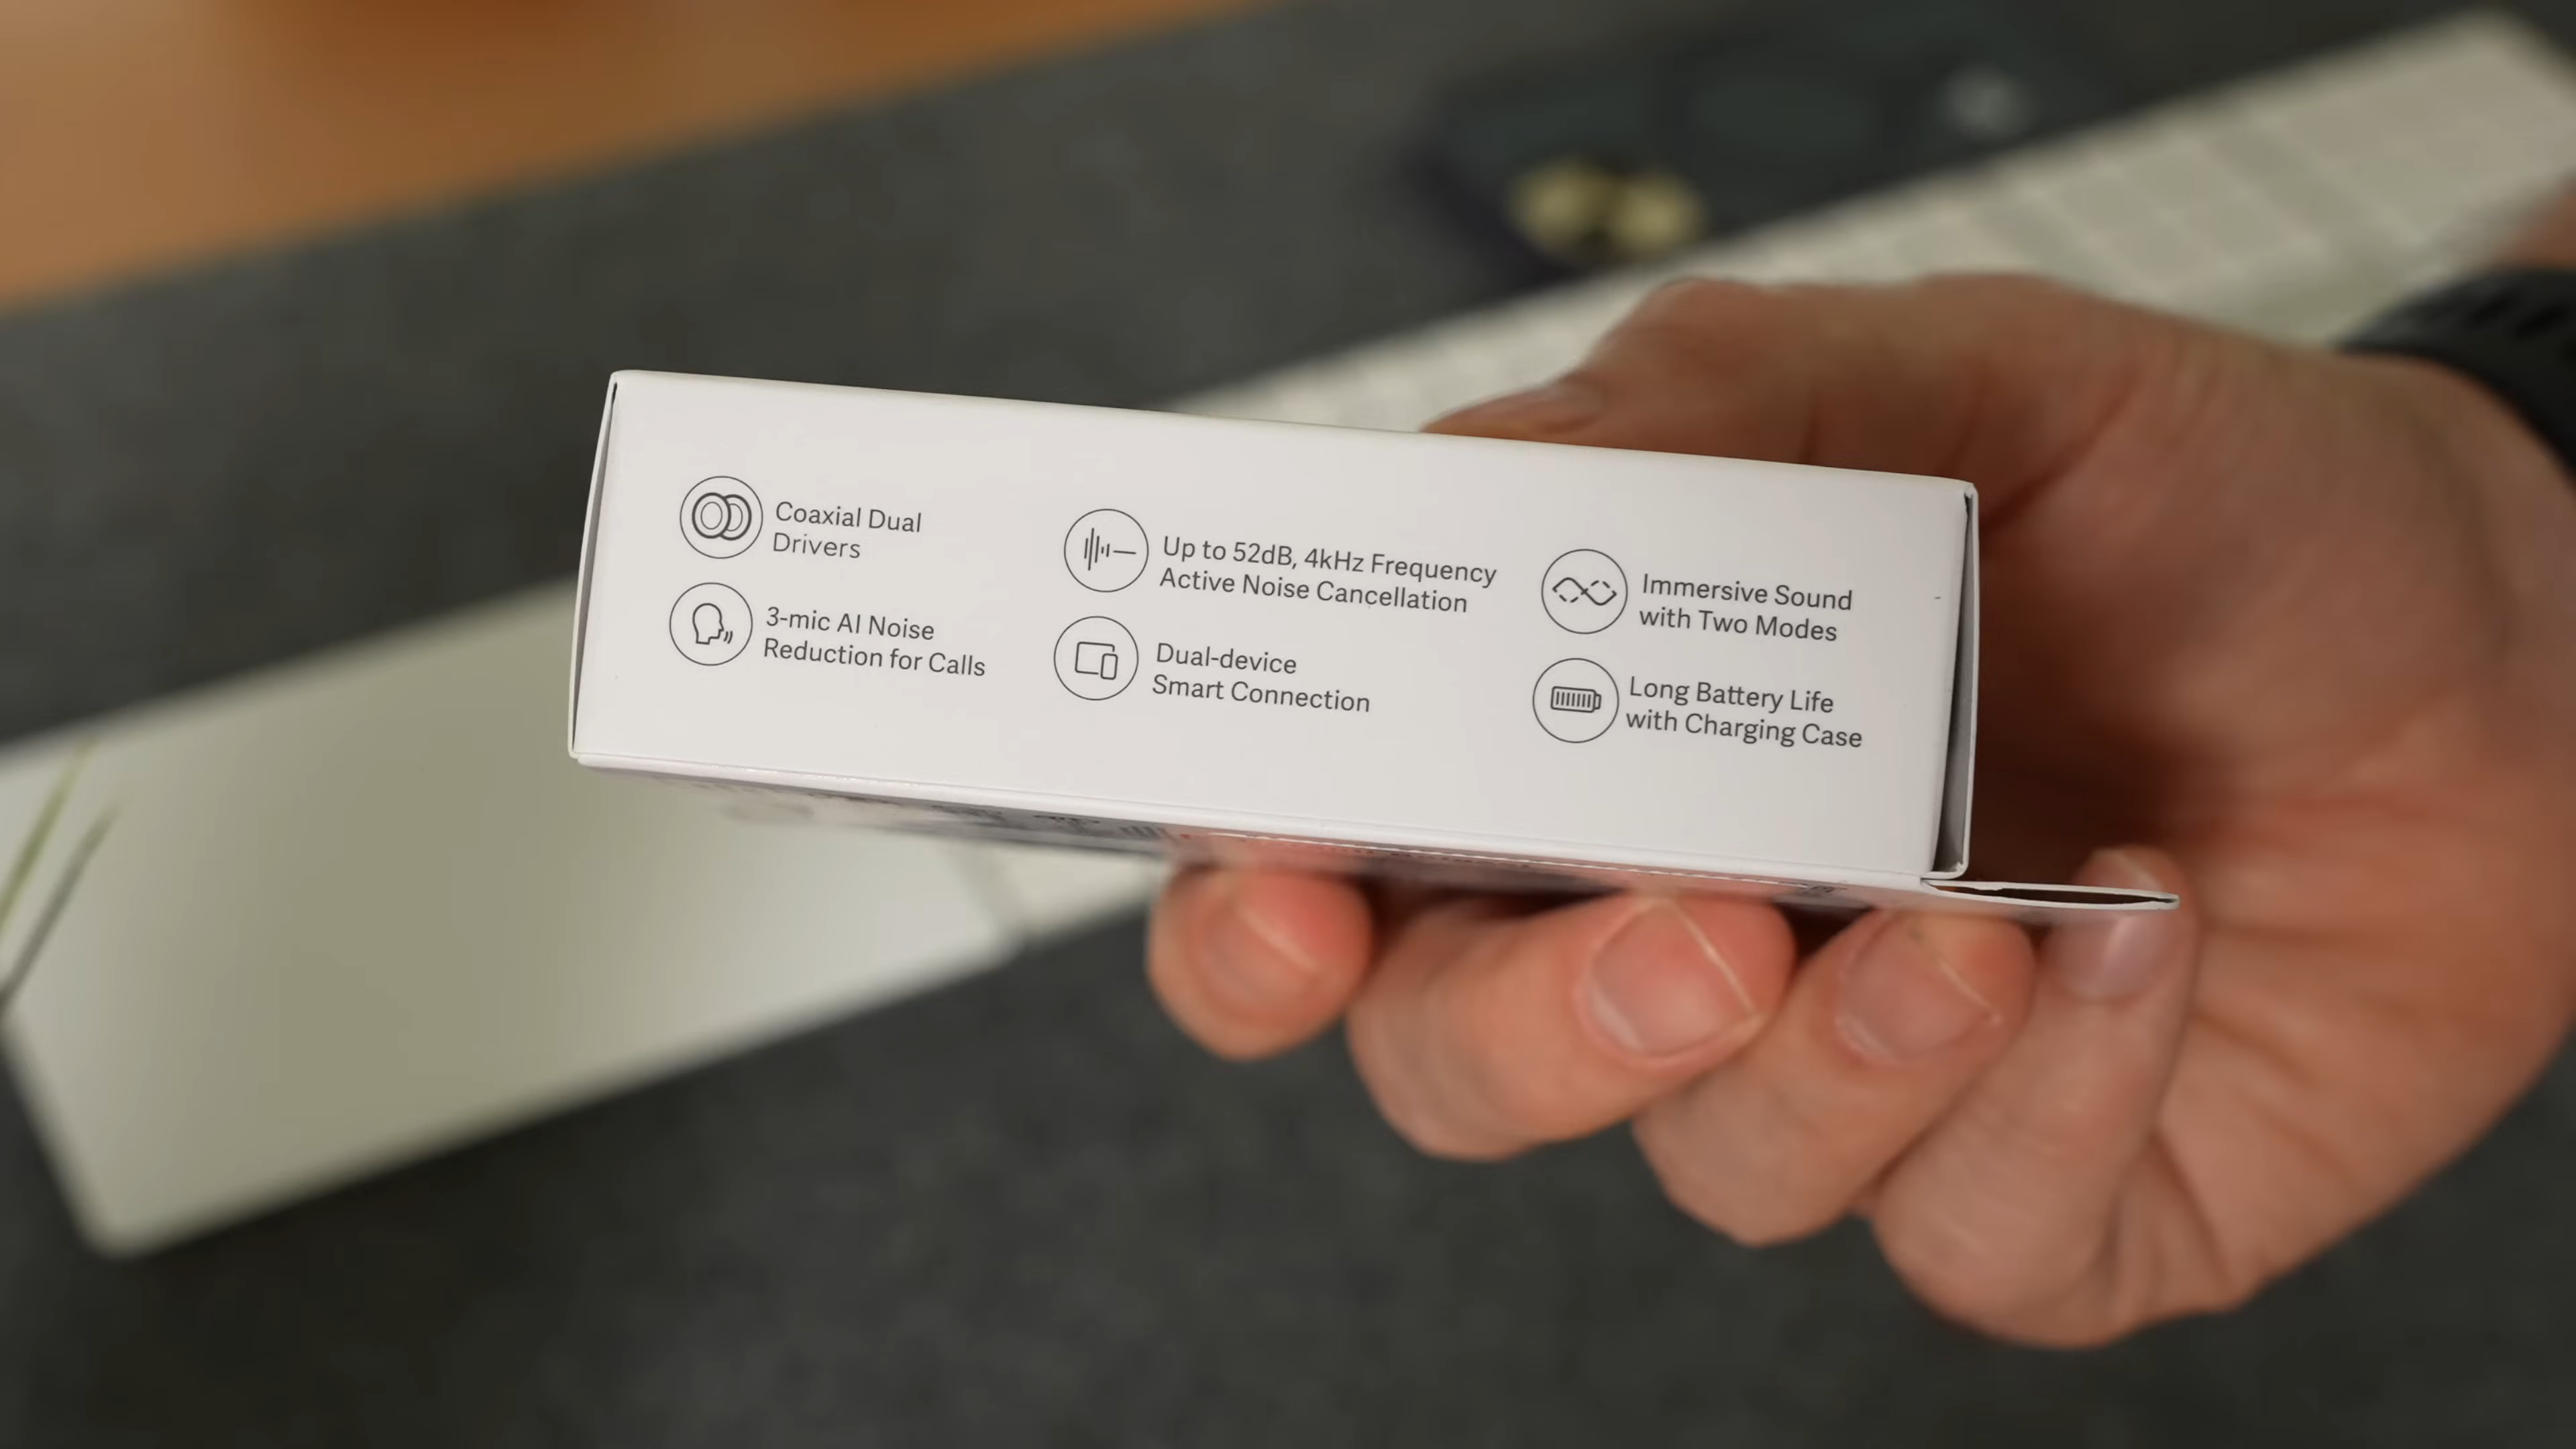 Coaxial Dual
Drivers
Up to 52dB, 4kHz Frequency
Active Noise Cancellation
Immersive Sound
with Two Modes
3-mic AI Noise
Reduction for Calls
Dual-device
Smart Connection
Long Battery Life
with Charging Case